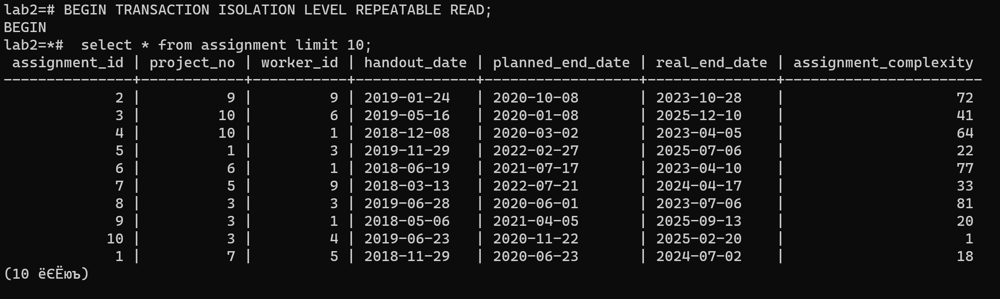 lab2=# BEGIN TRANSACTION ISOLATION LEVEL REPEATABLE READ;
BEGIN
lab2=*#  select * from assignment limit 10;
 assignment_id | project_no | worker_id | handout_date | planned_end_date | real_end_date | assignment_complexity
---------------+------------+-----------+--------------+------------------+---------------+-----------------------
             2 |          9 |         9 | 2019-01-24   | 2020-10-08       | 2023-10-28    |                    72
             3 |         10 |         6 | 2019-05-16   | 2020-01-08       | 2025-12-10    |                    41
             4 |         10 |         1 | 2018-12-08   | 2020-03-02       | 2023-04-05    |                    64
             5 |          1 |         3 | 2019-11-29   | 2022-02-27       | 2025-07-06    |                    22
             6 |          6 |         1 | 2018-06-19   | 2021-07-17       | 2023-04-10    |                    77
             7 |          5 |         9 | 2018-03-13   | 2022-07-21       | 2024-04-17    |                    33
             8 |          3 |         3 | 2019-06-28   | 2020-06-01       | 2023-07-06    |                    81
             9 |          3 |         1 | 2018-05-06   | 2021-04-05       | 2025-09-13    |                    20
            10 |          3 |         4 | 2019-06-23   | 2020-11-22       | 2025-02-20    |                     1
             1 |          7 |         5 | 2018-11-29   | 2020-06-23       | 2024-07-02    |                    18
(10 ёЄЁюъ)